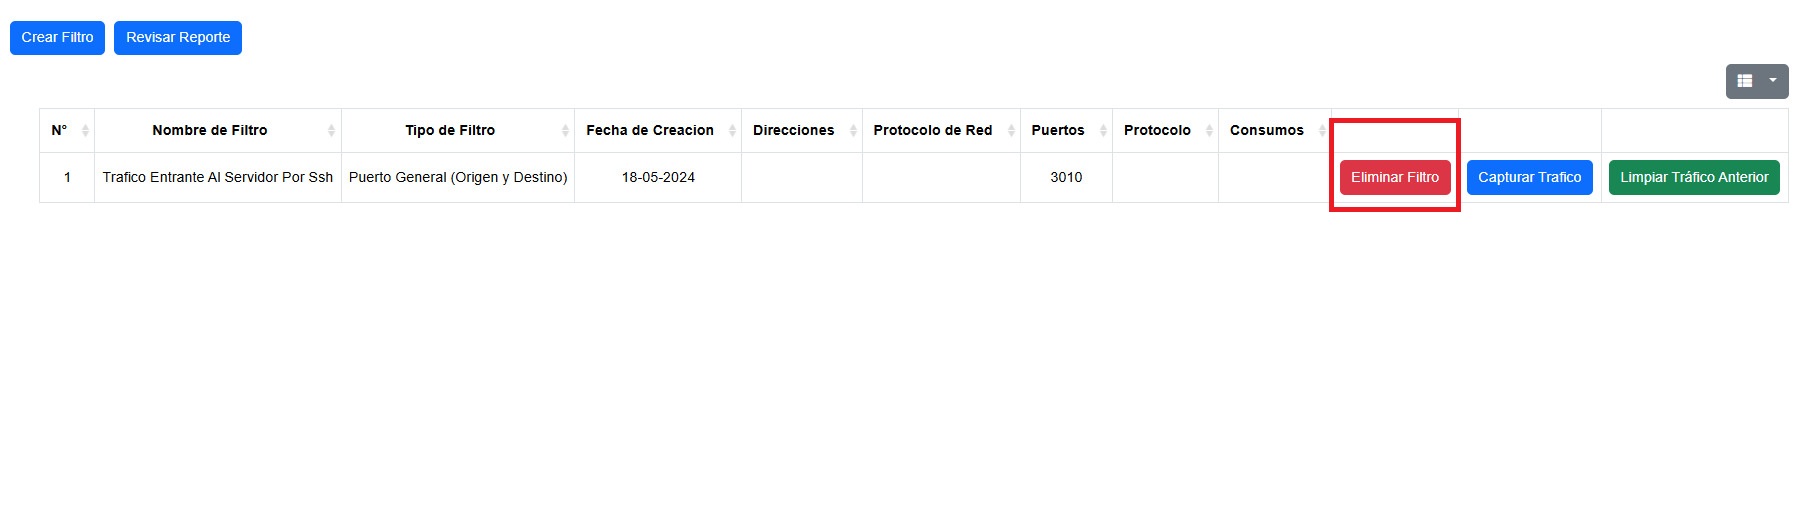 Crear Filtro Revisar Reporte
N° Nombre de Filtro Tipo de Filtro Fecha de Creacion Direcciones Protocolo de Red Puertos Protocolo Consumos
1 Trafico Entrante Al Servidor Por Ssh Puerto General (Origen y Destino) 18-05-2024 3010 Eliminar Filtro Capturar Trafico Limpiar Tráfico Anterior